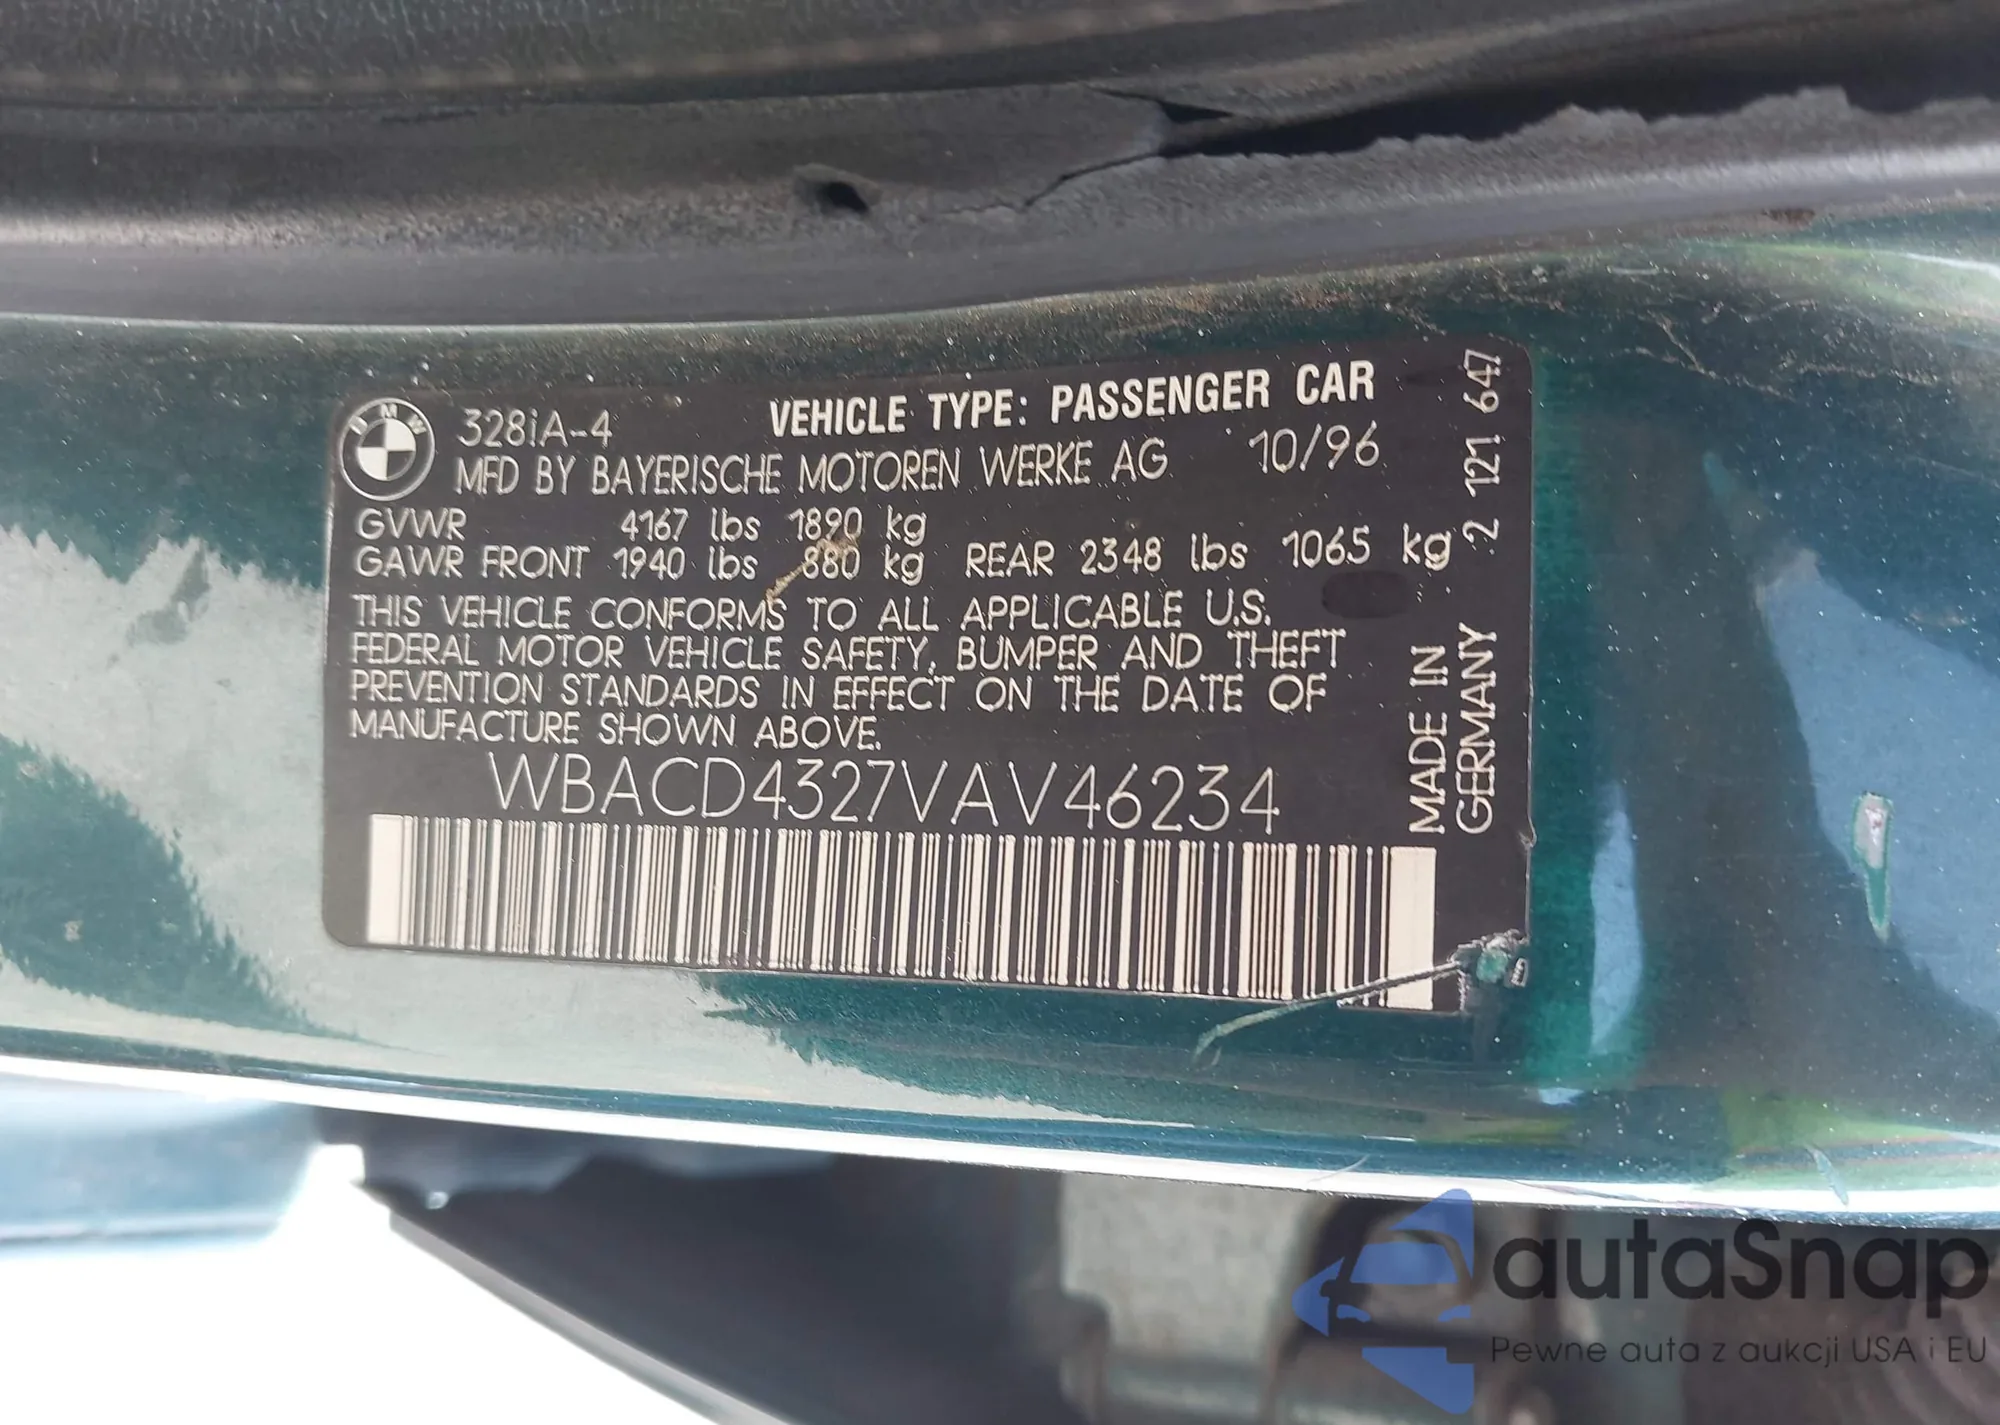 BMW
328iA-4
VEHICLE TYPE: PASSENGER CAR
MFD BY BAYERISCHE MOTOREN WERKE AG 10/96
GVWR 4167 lbs 1890 kg
GAWR FRONT 1940 lbs 880 kg REAR 2348 lbs 1065 kg
THIS VEHICLE CONFORMS TO ALL APPLICABLE U.S.
FEDERAL MOTOR VEHICLE SAFETY, BUMPER AND THEFT
PREVENTION STANDARDS IN EFFECT ON THE DATE OF
MANUFACTURE SHOWN ABOVE.
WBACD4327VAV46234
MADE IN
GERMANY
2 121 647
autaSnap
Pewne auta z aukcji USA i EU